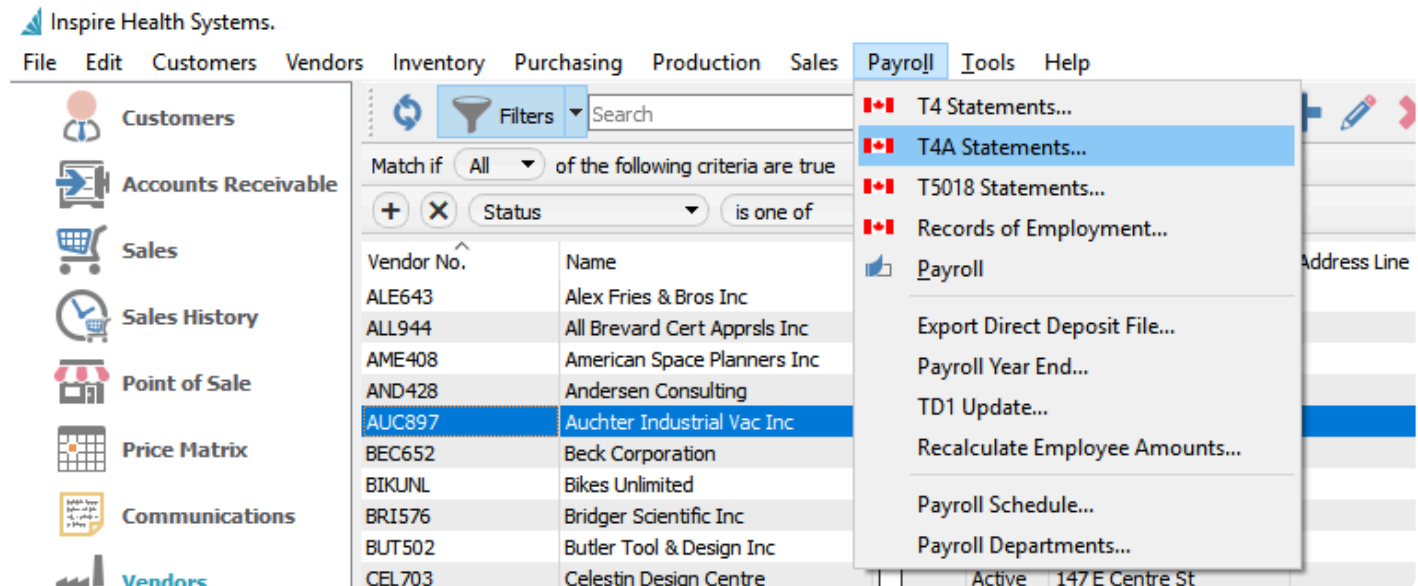 Inspire Health Systems.
File Edit Customers Vendors Inventory Purchasing Production Sales Payroll Tools Help
Customers
Accounts Receivable
Sales
Sales History
Point of Sale
Price Matrix
Communications
Vendors
Filters Search
Match if All of the following criteria are true
Status is one of
Vendor No. Name Address Line
ALE643 Alex Fries & Bros Inc
ALL944 All Brevard Cert Apprsls Inc
AME408 American Space Planners Inc
AND428 Andersen Consulting
AUC897 Auchter Industrial Vac Inc
BEC652 Beck Corporation
BIKUNL Bikes Unlimited
BRI576 Bridger Scientific Inc
BUT502 Butler Tool & Design Inc
CEL703 Celestin Design Centre Active 147 E Centre St
T4 Statements...
T4A Statements...
T5018 Statements...
Records of Employment...
Payroll
Export Direct Deposit File...
Payroll Year End...
TD1 Update...
Recalculate Employee Amounts...
Payroll Schedule...
Payroll Departments...